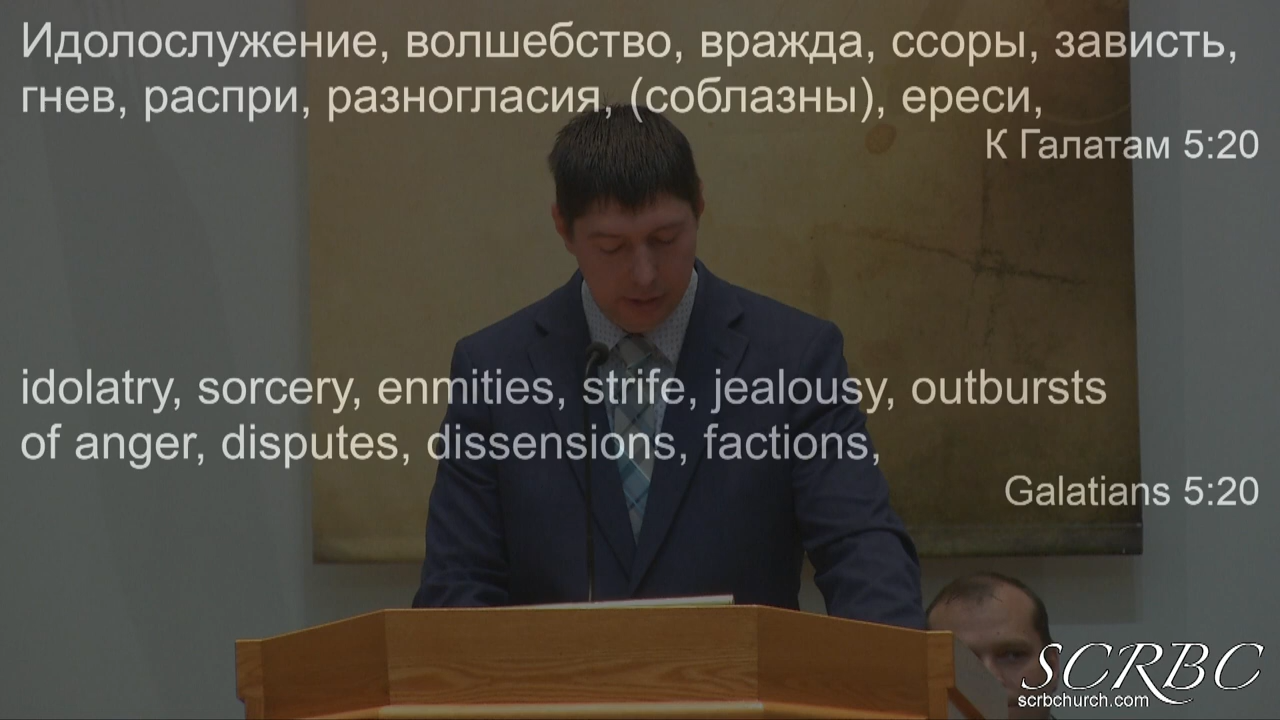 Идолослужение, волшебство, вражда, ссоры, зависть,
гнев, распри, разногласия, (соблазны), ереси,
К Галатам 5:20
idolatry, sorcery, enmities, strife, jealousy, outbursts
of anger, disputes, dissensions, factions,
Galatians 5:20
SCRBC
scrbchurch.com